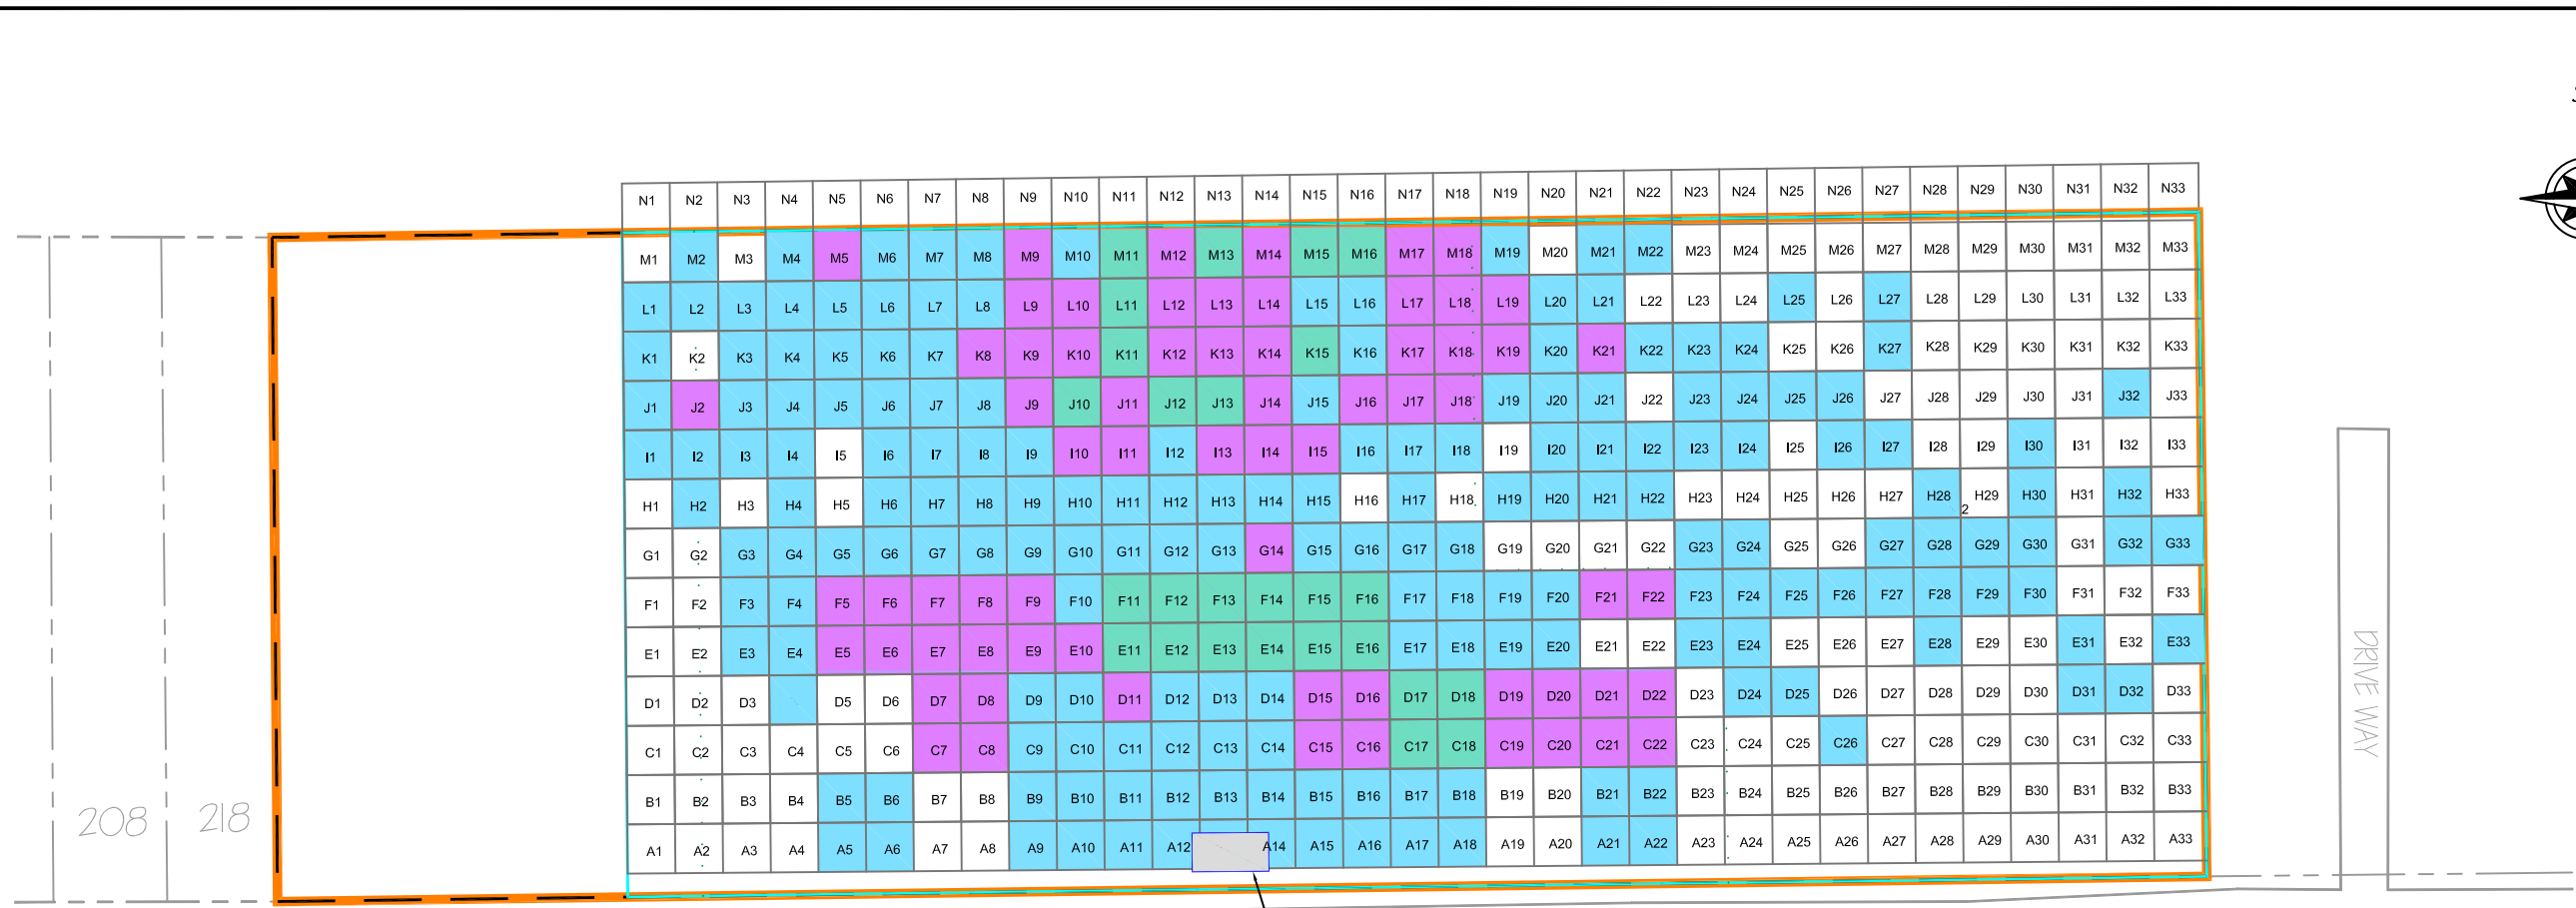 N1 N2 N3 N4 N5 N6 N7 N8 N9 N10 N11 N12 N13 N14 N15 N16 N17 N18 N19 N20 N21 N22 N23 N24 N25 N26 N27 N28 N29 N30 N31 N32 N33
M1 M2 M3 M4 M5 M6 M7 M8 M9 M10 M11 M12 M13 M14 M15 M16 M17 M18 M19 M20 M21 M22 M23 M24 M25 M26 M27 M28 M29 M30 M31 M32 M33
L1 L2 L3 L4 L5 L6 L7 L8 L9 L10 L11 L12 L13 L14 L15 L16 L17 L18 L19 L20 L21 L22 L23 L24 L25 L26 L27 L28 L29 L30 L31 L32 L33
K1 K2 K3 K4 K5 K6 K7 K8 K9 K10 K11 K12 K13 K14 K15 K16 K17 K18 K19 K20 K21 K22 K23 K24 K25 K26 K27 K28 K29 K30 K31 K32 K33
J1 J2 J3 J4 J5 J6 J7 J8 J9 J10 J11 J12 J13 J14 J15 J16 J17 J18 J19 J20 J21 J22 J23 J24 J25 J26 J27 J28 J29 J30 J31 J32 J33
I1 I2 I3 I4 I5 I6 I7 I8 I9 I10 I11 I12 I13 I14 I15 I16 I17 I18 I19 I20 I21 I22 I23 I24 I25 I26 I27 I28 I29 I30 I31 I32 I33
H1 H2 H3 H4 H5 H6 H7 H8 H9 H10 H11 H12 H13 H14 H15 H16 H17 H18 H19 H20 H21 H22 H23 H24 H25 H26 H27 H28 H29 H30 H31 H32 H33
2
G1 G2 G3 G4 G5 G6 G7 G8 G9 G10 G11 G12 G13 G14 G15 G16 G17 G18 G19 G20 G21 G22 G23 G24 G25 G26 G27 G28 G29 G30 G31 G32 G33
F1 F2 F3 F4 F5 F6 F7 F8 F9 F10 F11 F12 F13 F14 F15 F16 F17 F18 F19 F20 F21 F22 F23 F24 F25 F26 F27 F28 F29 F30 F31 F32 F33
E1 E2 E3 E4 E5 E6 E7 E8 E9 E10 E11 E12 E13 E14 E15 E16 E17 E18 E19 E20 E21 E22 E23 E24 E25 E26 E27 E28 E29 E30 E31 E32 E33
D1 D2 D3 D5 D6 D7 D8 D9 D10 D11 D12 D13 D14 D15 D16 D17 D18 D19 D20 D21 D22 D23 D24 D25 D26 D27 D28 D29 D30 D31 D32 D33
C1 C2 C3 C4 C5 C6 C7 C8 C9 C10 C11 C12 C13 C14 C15 C16 C17 C18 C19 C20 C21 C22 C23 C24 C25 C26 C27 C28 C29 C30 C31 C32 C33
B1 B2 B3 B4 B5 B6 B7 B8 B9 B10 B11 B12 B13 B14 B15 B16 B17 B18 B19 B20 B21 B22 B23 B24 B25 B26 B27 B28 B29 B30 B31 B32 B33
A1 A2 A3 A4 A5 A6 A7 A8 A9 A10 A11 A12 A14 A15 A16 A17 A18 A19 A20 A21 A22 A23 A24 A25 A26 A27 A28 A29 A30 A31 A32 A33
208 218
DRIVE WAY